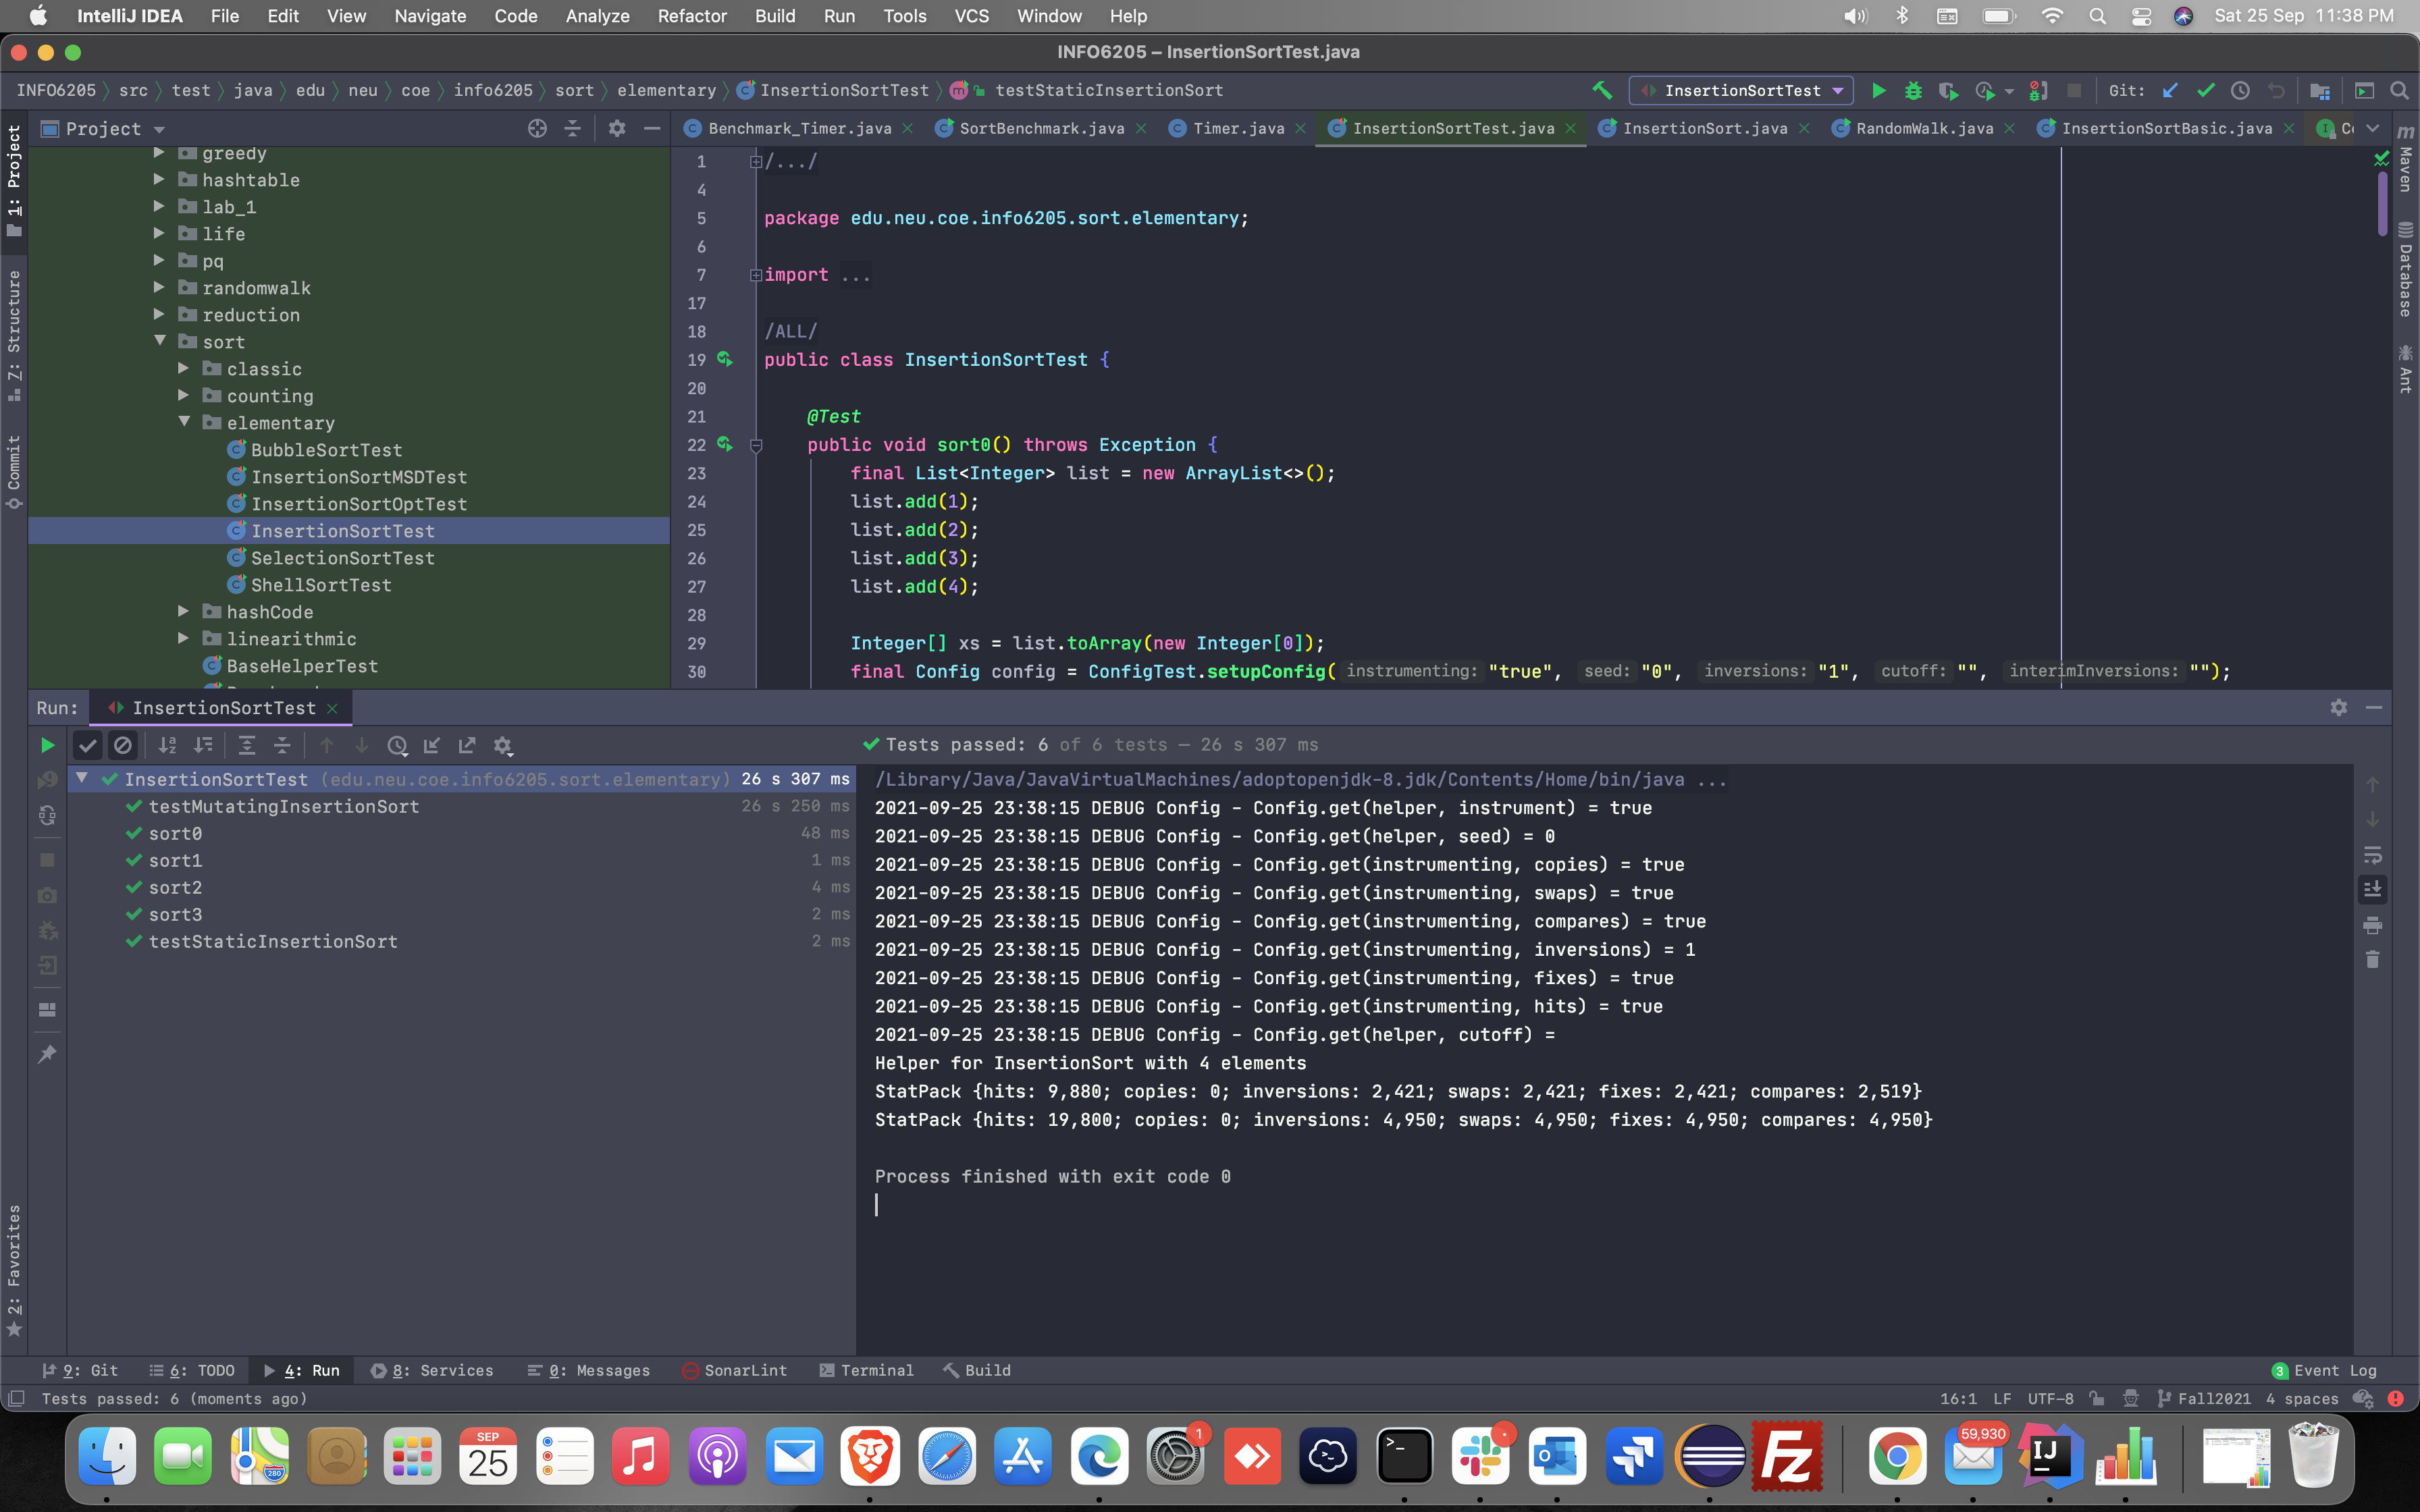 IntelliJ IDEA File Edit View Navigate Code Analyze Refactor Build Run Tools VCS Window Help Sat 25 Sep 11:38 PM
INFO6205 – InsertionSortTest.java
INFO6205 src test java edu neu coe info6205 sort elementary InsertionSortTest testStaticInsertionSort InsertionSortTest Git:
Project
Benchmark_Timer.java SortBenchmark.java Timer.java InsertionSortTest.java InsertionSort.java RandomWalk.java InsertionSortBasic.java
1: Project
Z: Structure
Commit
2: Favorites
greedy
hashtable
lab_1
life
pq
randomwalk
reduction
sort
classic
counting
elementary
BubbleSortTest
InsertionSortMSDTest
InsertionSortOptTest
InsertionSortTest
SelectionSortTest
ShellSortTest
hashCode
linearithmic
BaseHelperTest
1 /.../
4
5 package edu.neu.coe.info6205.sort.elementary;
6
7 import ...
17
18 /ALL/
19 public class InsertionSortTest {
20
21 @Test
22 public void sort0() throws Exception {
23 final List<Integer> list = new ArrayList<>();
24 list.add(1);
25 list.add(2);
26 list.add(3);
27 list.add(4);
28
29 Integer[] xs = list.toArray(new Integer[0]);
30 final Config config = ConfigTest.setupConfig( instrumenting: "true", seed: "0", inversions: "1", cutoff: "", interimInversions: "");
Maven
Database
Ant
Run: InsertionSortTest
Tests passed: 6 of 6 tests – 26 s 307 ms
InsertionSortTest (edu.neu.coe.info6205.sort.elementary) 26 s 307 ms
testMutatingInsertionSort 26 s 250 ms
sort0 48 ms
sort1 1 ms
sort2 4 ms
sort3 2 ms
testStaticInsertionSort 2 ms
/Library/Java/JavaVirtualMachines/adoptopenjdk-8.jdk/Contents/Home/bin/java ...
2021-09-25 23:38:15 DEBUG Config - Config.get(helper, instrument) = true
2021-09-25 23:38:15 DEBUG Config - Config.get(helper, seed) = 0
2021-09-25 23:38:15 DEBUG Config - Config.get(instrumenting, copies) = true
2021-09-25 23:38:15 DEBUG Config - Config.get(instrumenting, swaps) = true
2021-09-25 23:38:15 DEBUG Config - Config.get(instrumenting, compares) = true
2021-09-25 23:38:15 DEBUG Config - Config.get(instrumenting, inversions) = 1
2021-09-25 23:38:15 DEBUG Config - Config.get(instrumenting, fixes) = true
2021-09-25 23:38:15 DEBUG Config - Config.get(instrumenting, hits) = true
2021-09-25 23:38:15 DEBUG Config - Config.get(helper, cutoff) =
Helper for InsertionSort with 4 elements
StatPack {hits: 9,880; copies: 0; inversions: 2,421; swaps: 2,421; fixes: 2,421; compares: 2,519}
StatPack {hits: 19,800; copies: 0; inversions: 4,950; swaps: 4,950; fixes: 4,950; compares: 4,950}
Process finished with exit code 0
9: Git 6: TODO 4: Run 8: Services 0: Messages SonarLint Terminal Build 3 Event Log
Tests passed: 6 (moments ago) 16:1 LF UTF-8 Fall2021 4 spaces
SEP
25
280
1
59,930
IJ
Fz